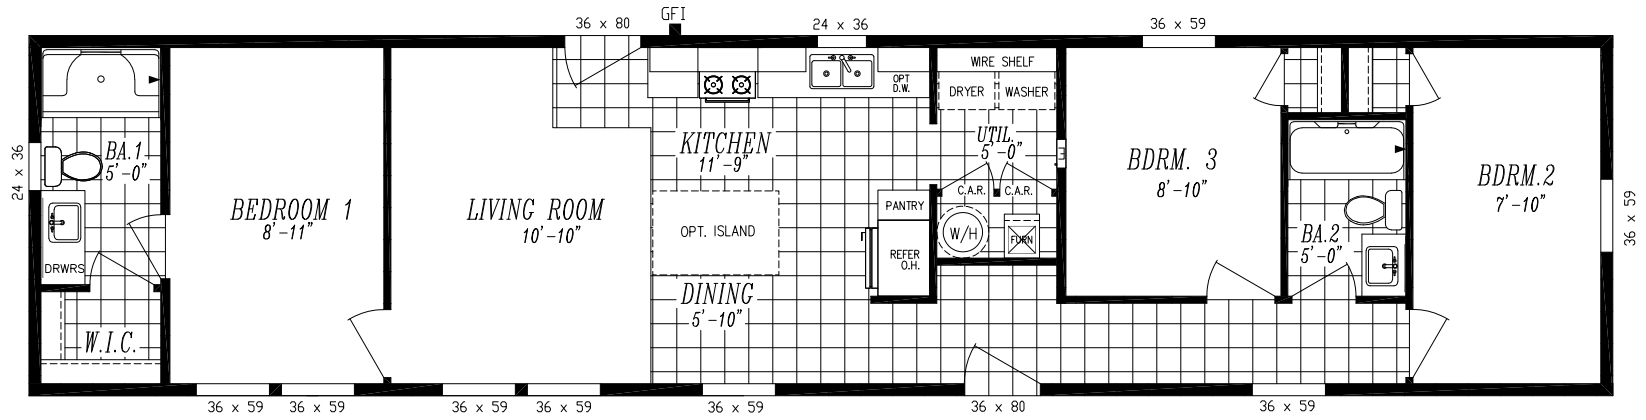 GFI
36 x 80
24 x 36
36 x 59
WIRE SHELF
OPT
D.W.
DRYER
WASHER
BA.1
5'-0"
24 x 36
KITCHEN
11'-9"
UTIL.
5'-0"
BDRM. 3
8'-10"
BDRM.2
7'-10"
C.A.R.
C.A.R.
BEDROOM 1
8'-11"
LIVING ROOM
10'-10"
OPT. ISLAND
PANTRY
W/H
FURN
BA.2
5'-0"
36 x 59
REFER
O.H.
DRWRS
DINING
5'-10"
W.I.C.
36 x 59
36 x 59
36 x 59
36 x 59
36 x 59
36 x 80
36 x 59